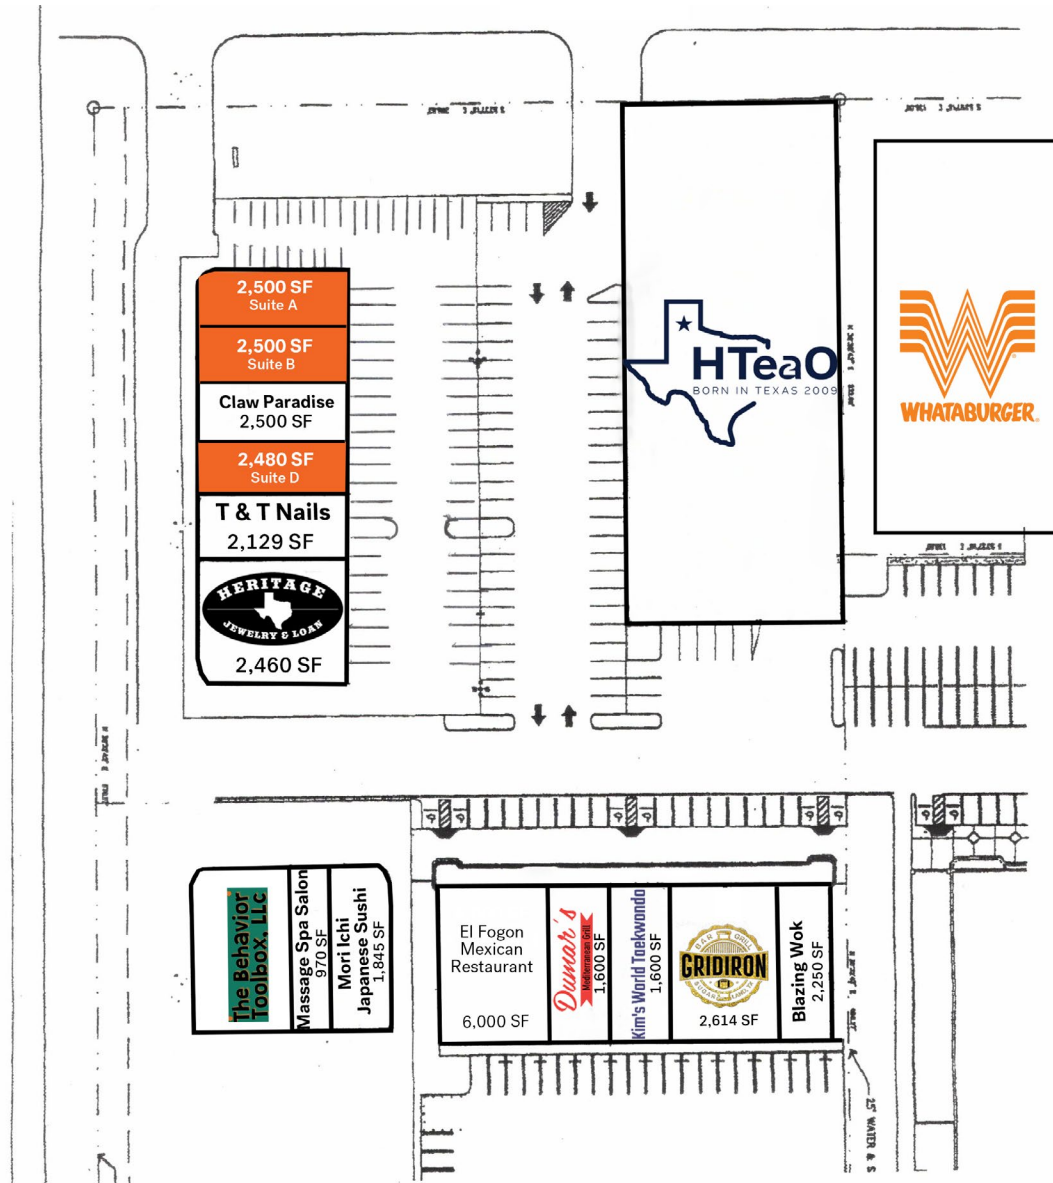 2,500 SF
Suite A
2,500 SF
Suite B
Claw Paradise
2,500 SF
2,480 SF
Suite D
T & T Nails
2,129 SF
HERITAGE
JEWELRY & LOAN
2,460 SF
HTeaO
BORN IN TEXAS 2009
WHATABURGER
The Behavior
Toolbox, LLc
Massage Spa Salon
970 SF
Mori Ichi
Japanese Sushi
1,845 SF
El Fogon
Mexican
Restaurant
6,000 SF
Dumar's
Mediterranean Grill
1,600 SF
Kim's World Taekwondo
1,600 SF
BAR GRILL
GRIDIRON
2,614 SF
Blazing Wok
2,250 SF
25' WATER & S